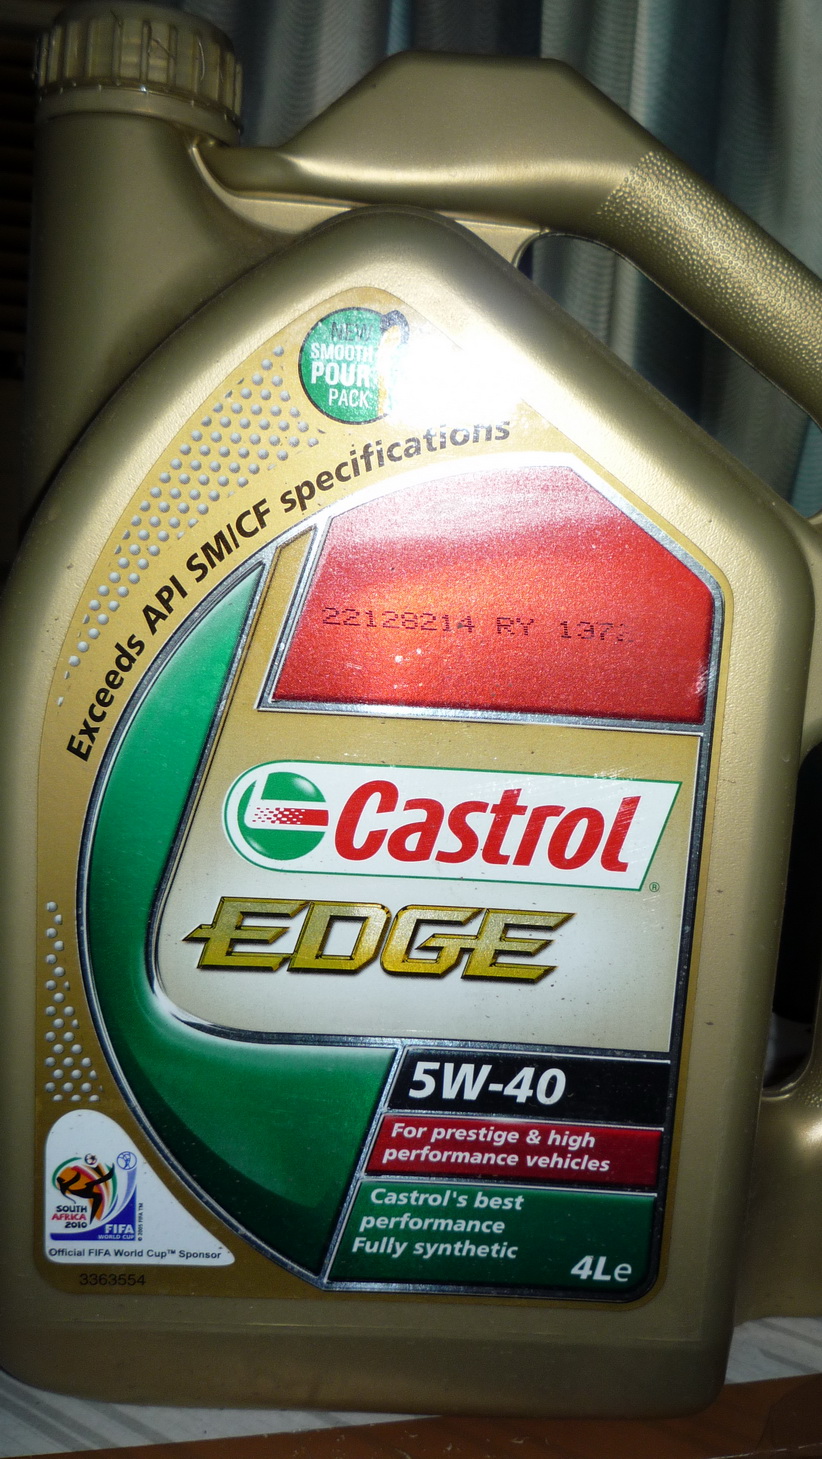 NEW
SMOOTH
POUR
PACK
Exceeds API SM/CF specifications
22128214 RY
Castrol
®
EDGE
5W-40
For prestige & high
performance vehicles
Castrol's best
performance
Fully synthetic
4Le
SOUTH
AFRICA
2010
FIFA
WORLD CUP
Official FIFA World Cup™ Sponsor
3363554